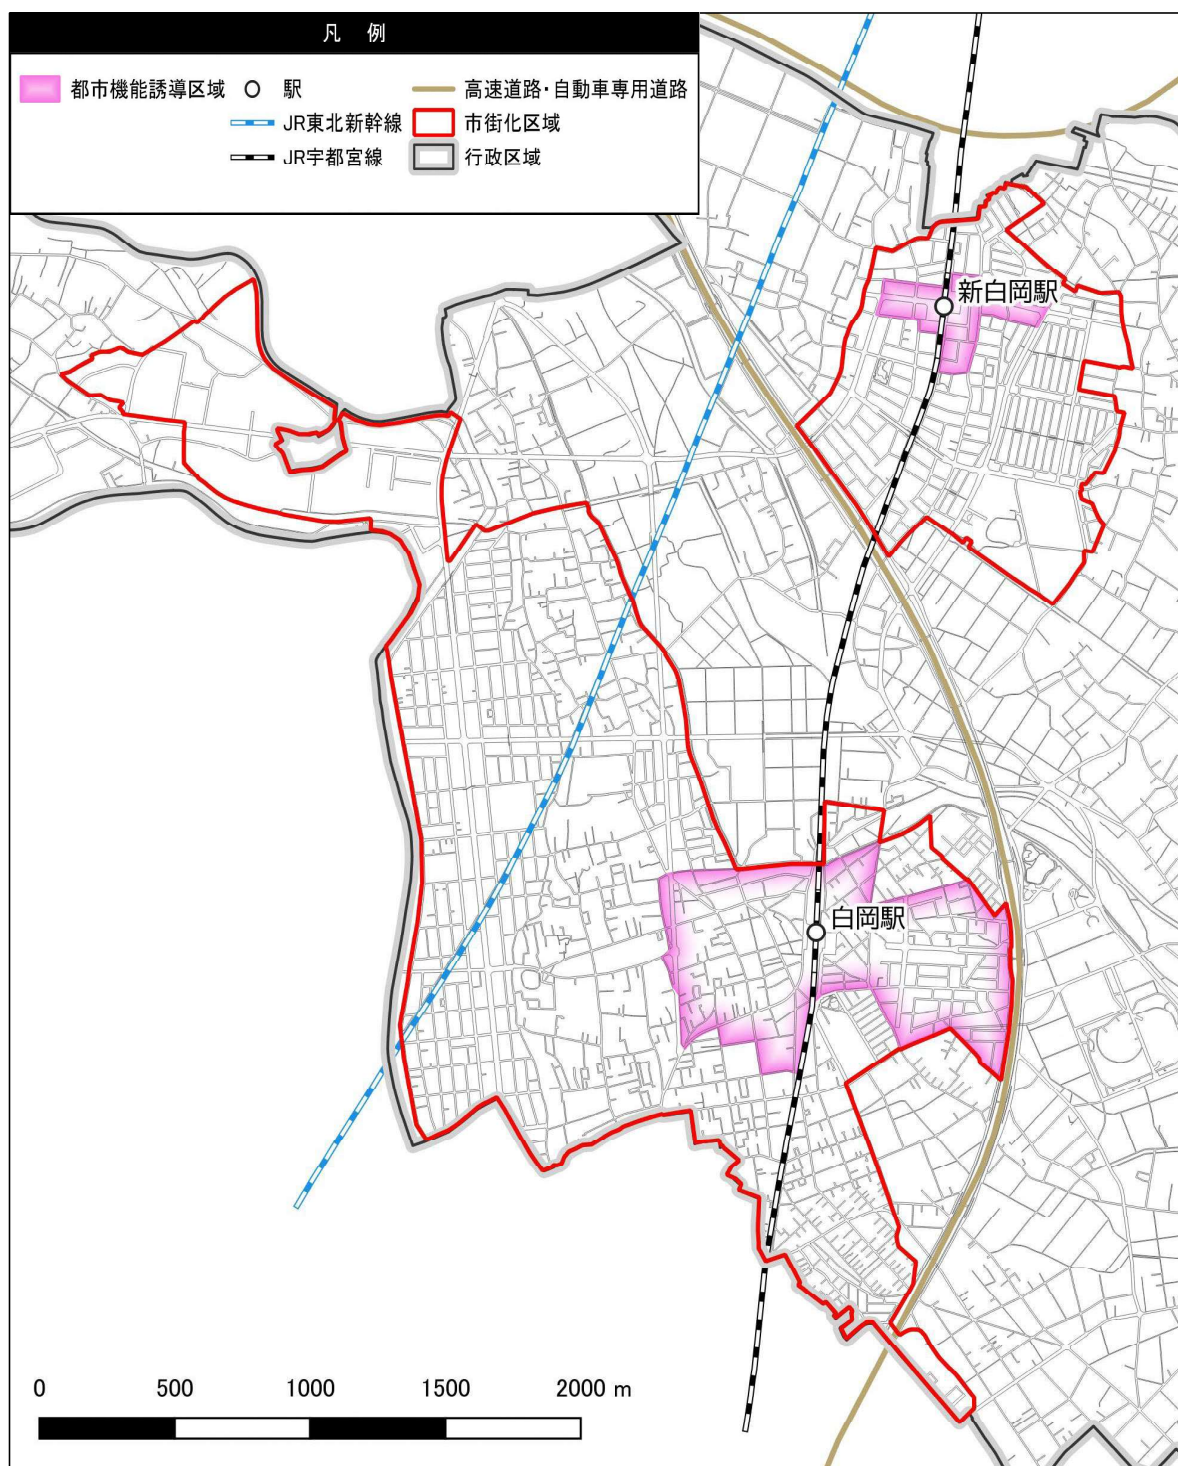 凡 例
都市機能誘導区域
駅
高速道路・自動車専用道路
JR東北新幹線
市街化区域
JR宇都宮線
行政区域
新白岡駅
白岡駅
0 500 1000 1500 2000 m